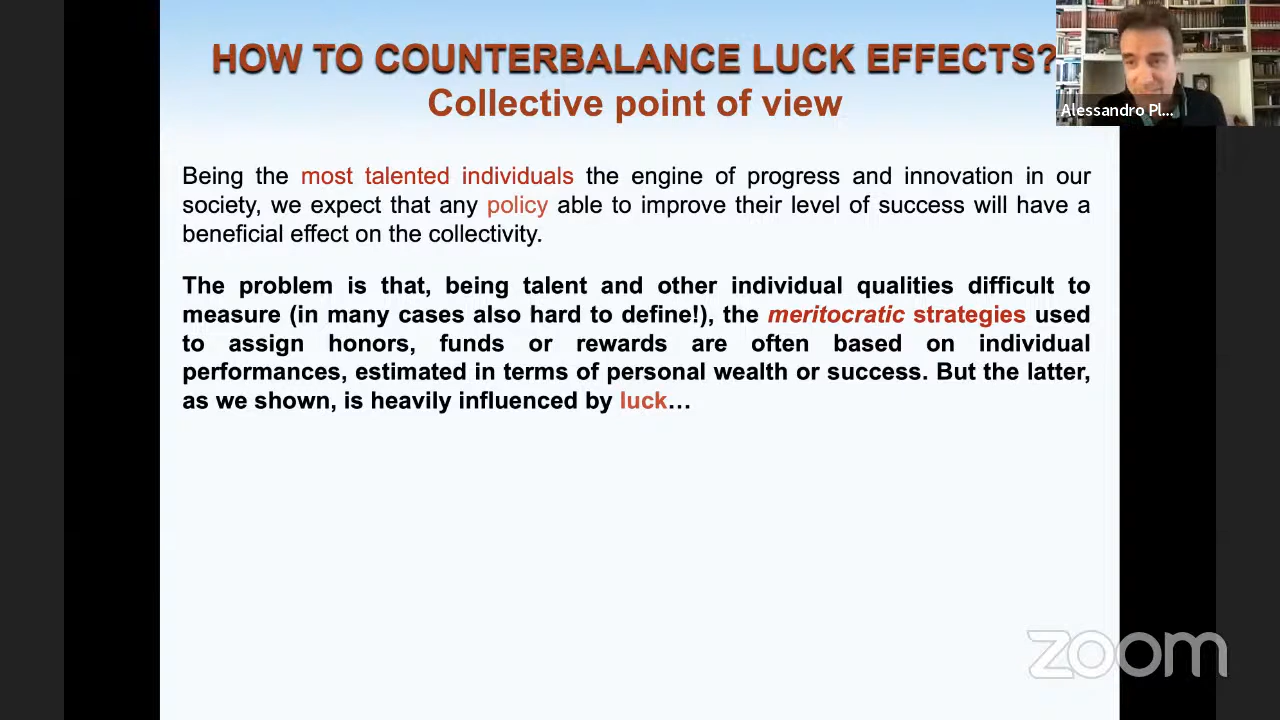 HOW TO COUNTERBALANCE LUCK EFFECTS?
Collective point of view
Alessandro Pl...
Being the most talented individuals the engine of progress and innovation in our
society, we expect that any policy able to improve their level of success will have a
beneficial effect on the collectivity.
The problem is that, being talent and other individual qualities difficult to
measure (in many cases also hard to define!), the meritocratic strategies used
to assign honors, funds or rewards are often based on individual
performances, estimated in terms of personal wealth or success. But the latter,
as we shown, is heavily influenced by luck…
zoom